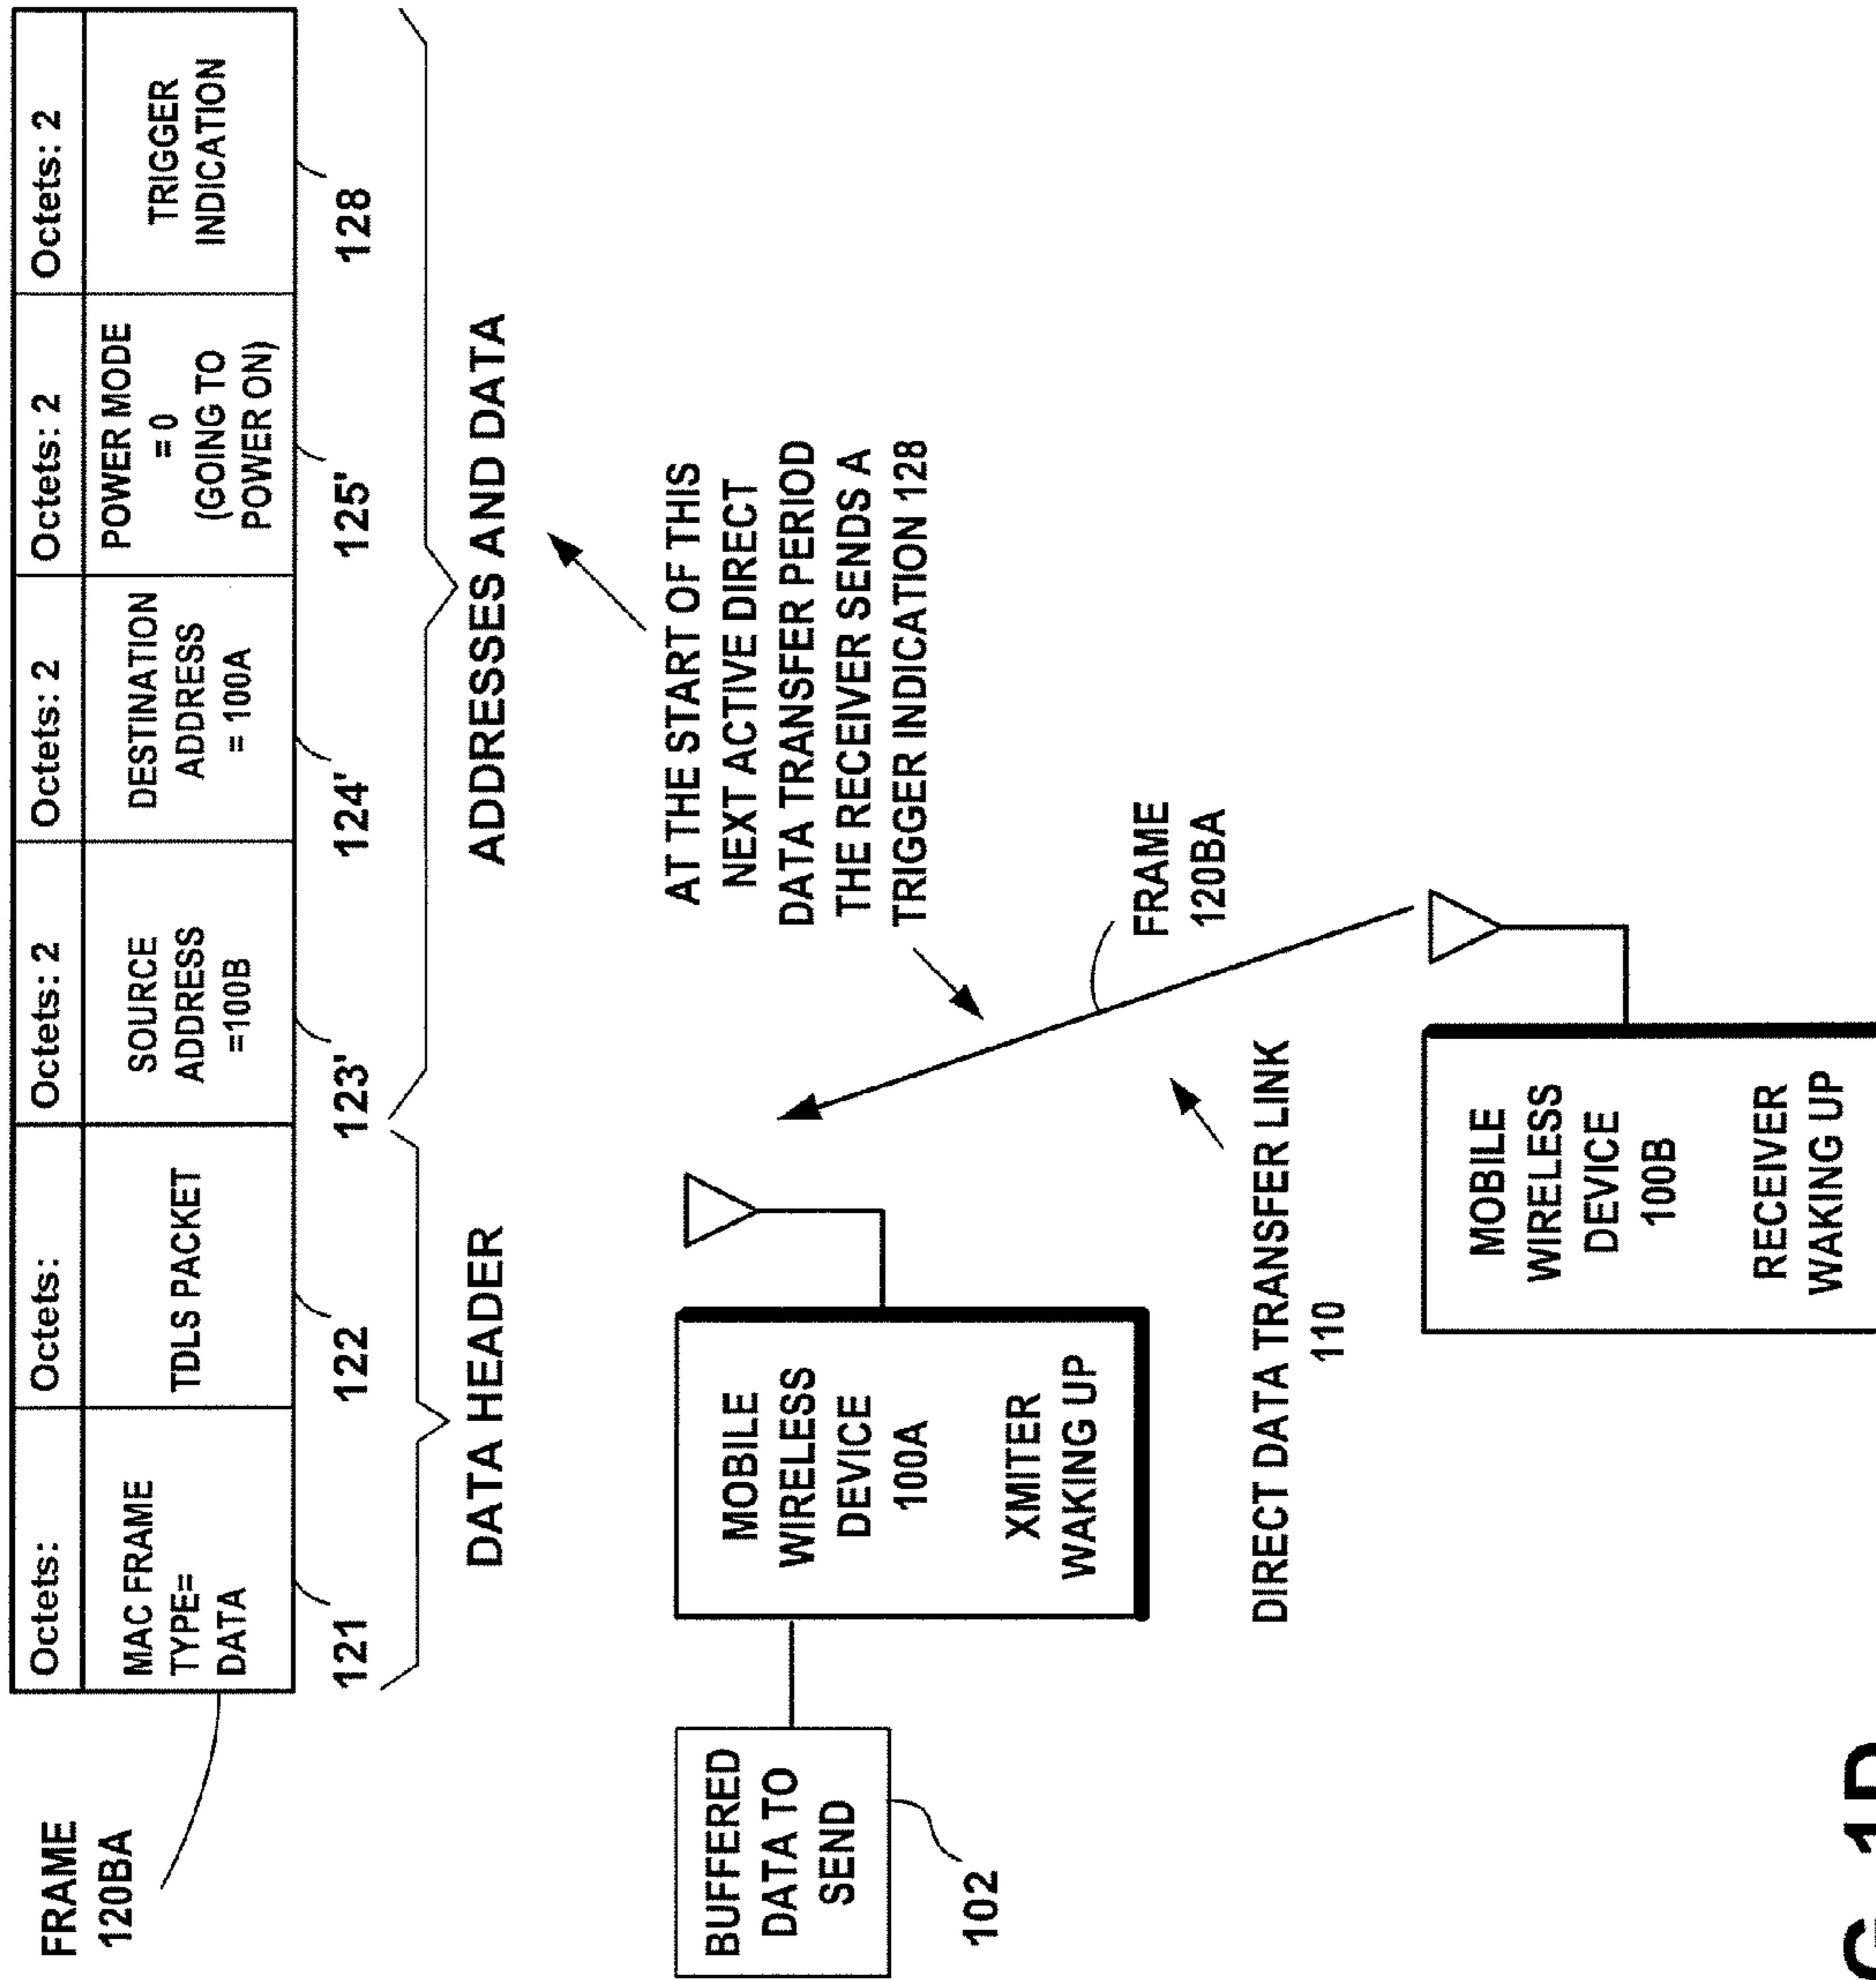 FRAME
120BA
Octets:
Octets:
Octets: 2
Octets: 2
Octets: 2
Octets: 2
MAC FRAME
TYPE=
DATA
TDLS PACKET
SOURCE
ADDRESS
=100B
DESTINATION
ADDRESS
= 100A
POWER MODE
= 0
(GOING TO
POWER ON)
TRIGGER
INDICATION
121
122
123'
124'
125'
128
DATA HEADER
ADDRESSES AND DATA
AT THE START OF THIS
NEXT ACTIVE DIRECT
DATA TRANSFER PERIOD
THE RECEIVER SENDS A
TRIGGER INDICATION 128
BUFFERED
DATA TO
SEND
102
MOBILE
WIRELESS
DEVICE
100A
XMITER
WAKING UP
FRAME
120BA
DIRECT DATA TRANSFER LINK
110
MOBILE
WIRELESS
DEVICE
100B
RECEIVER
WAKING UP